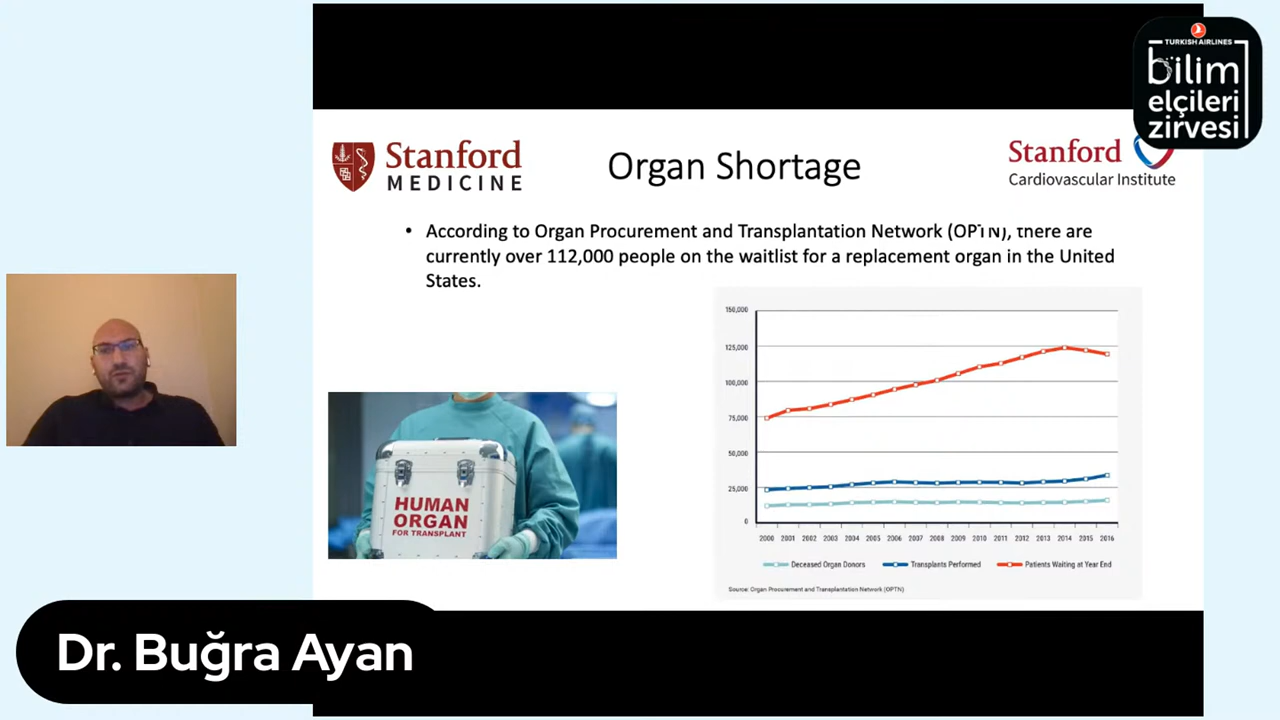 TURKISH AIRLINES
bilim
elçileri
zirvesi
Stanford
MEDICINE
Organ Shortage
Stanford
Cardiovascular Institute
• According to Organ Procurement and Transplantation Network (OPTN), there are
currently over 112,000 people on the waitlist for a replacement organ in the United
States.
HUMAN
ORGAN
FOR TRANSPLANT
150,000
125,000
100,000
75,000
50,000
25,000
0
2000 2001 2002 2003 2004 2005 2006 2007 2008 2009 2010 2011 2012 2013 2014 2015 2016
Deceased Organ Donors Transplants Performed Patients Waiting at Year End
Source: Organ Procurement and Transplantation Network (OPTN)
Dr. Buğra Ayan